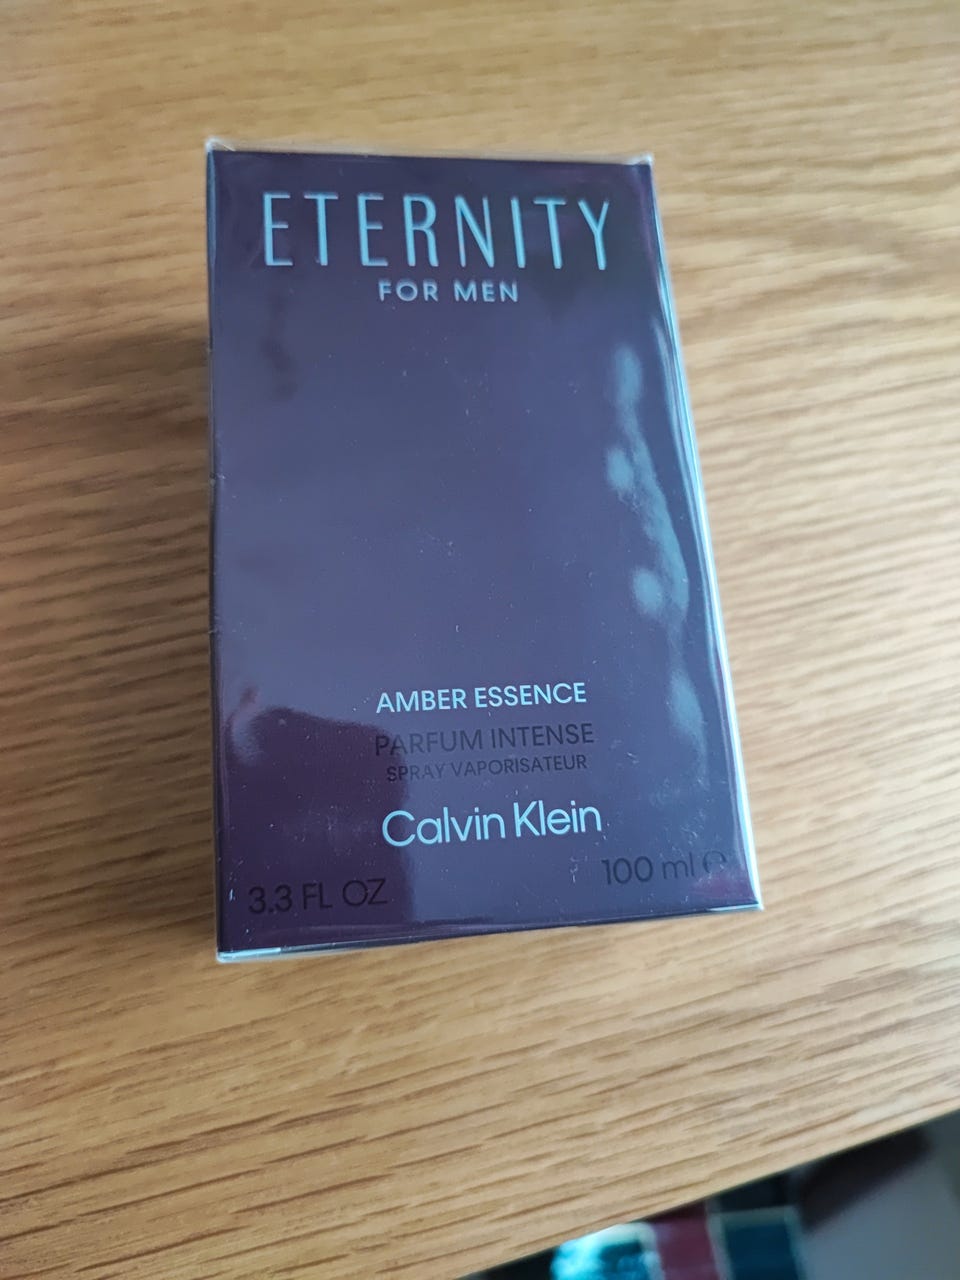 ETERNITY
FOR MEN
AMBER ESSENCE
PARFUM INTENSE
SPRAY VAPORISATEUR
Calvin Klein
3.3 FL OZ 100 ml ℮